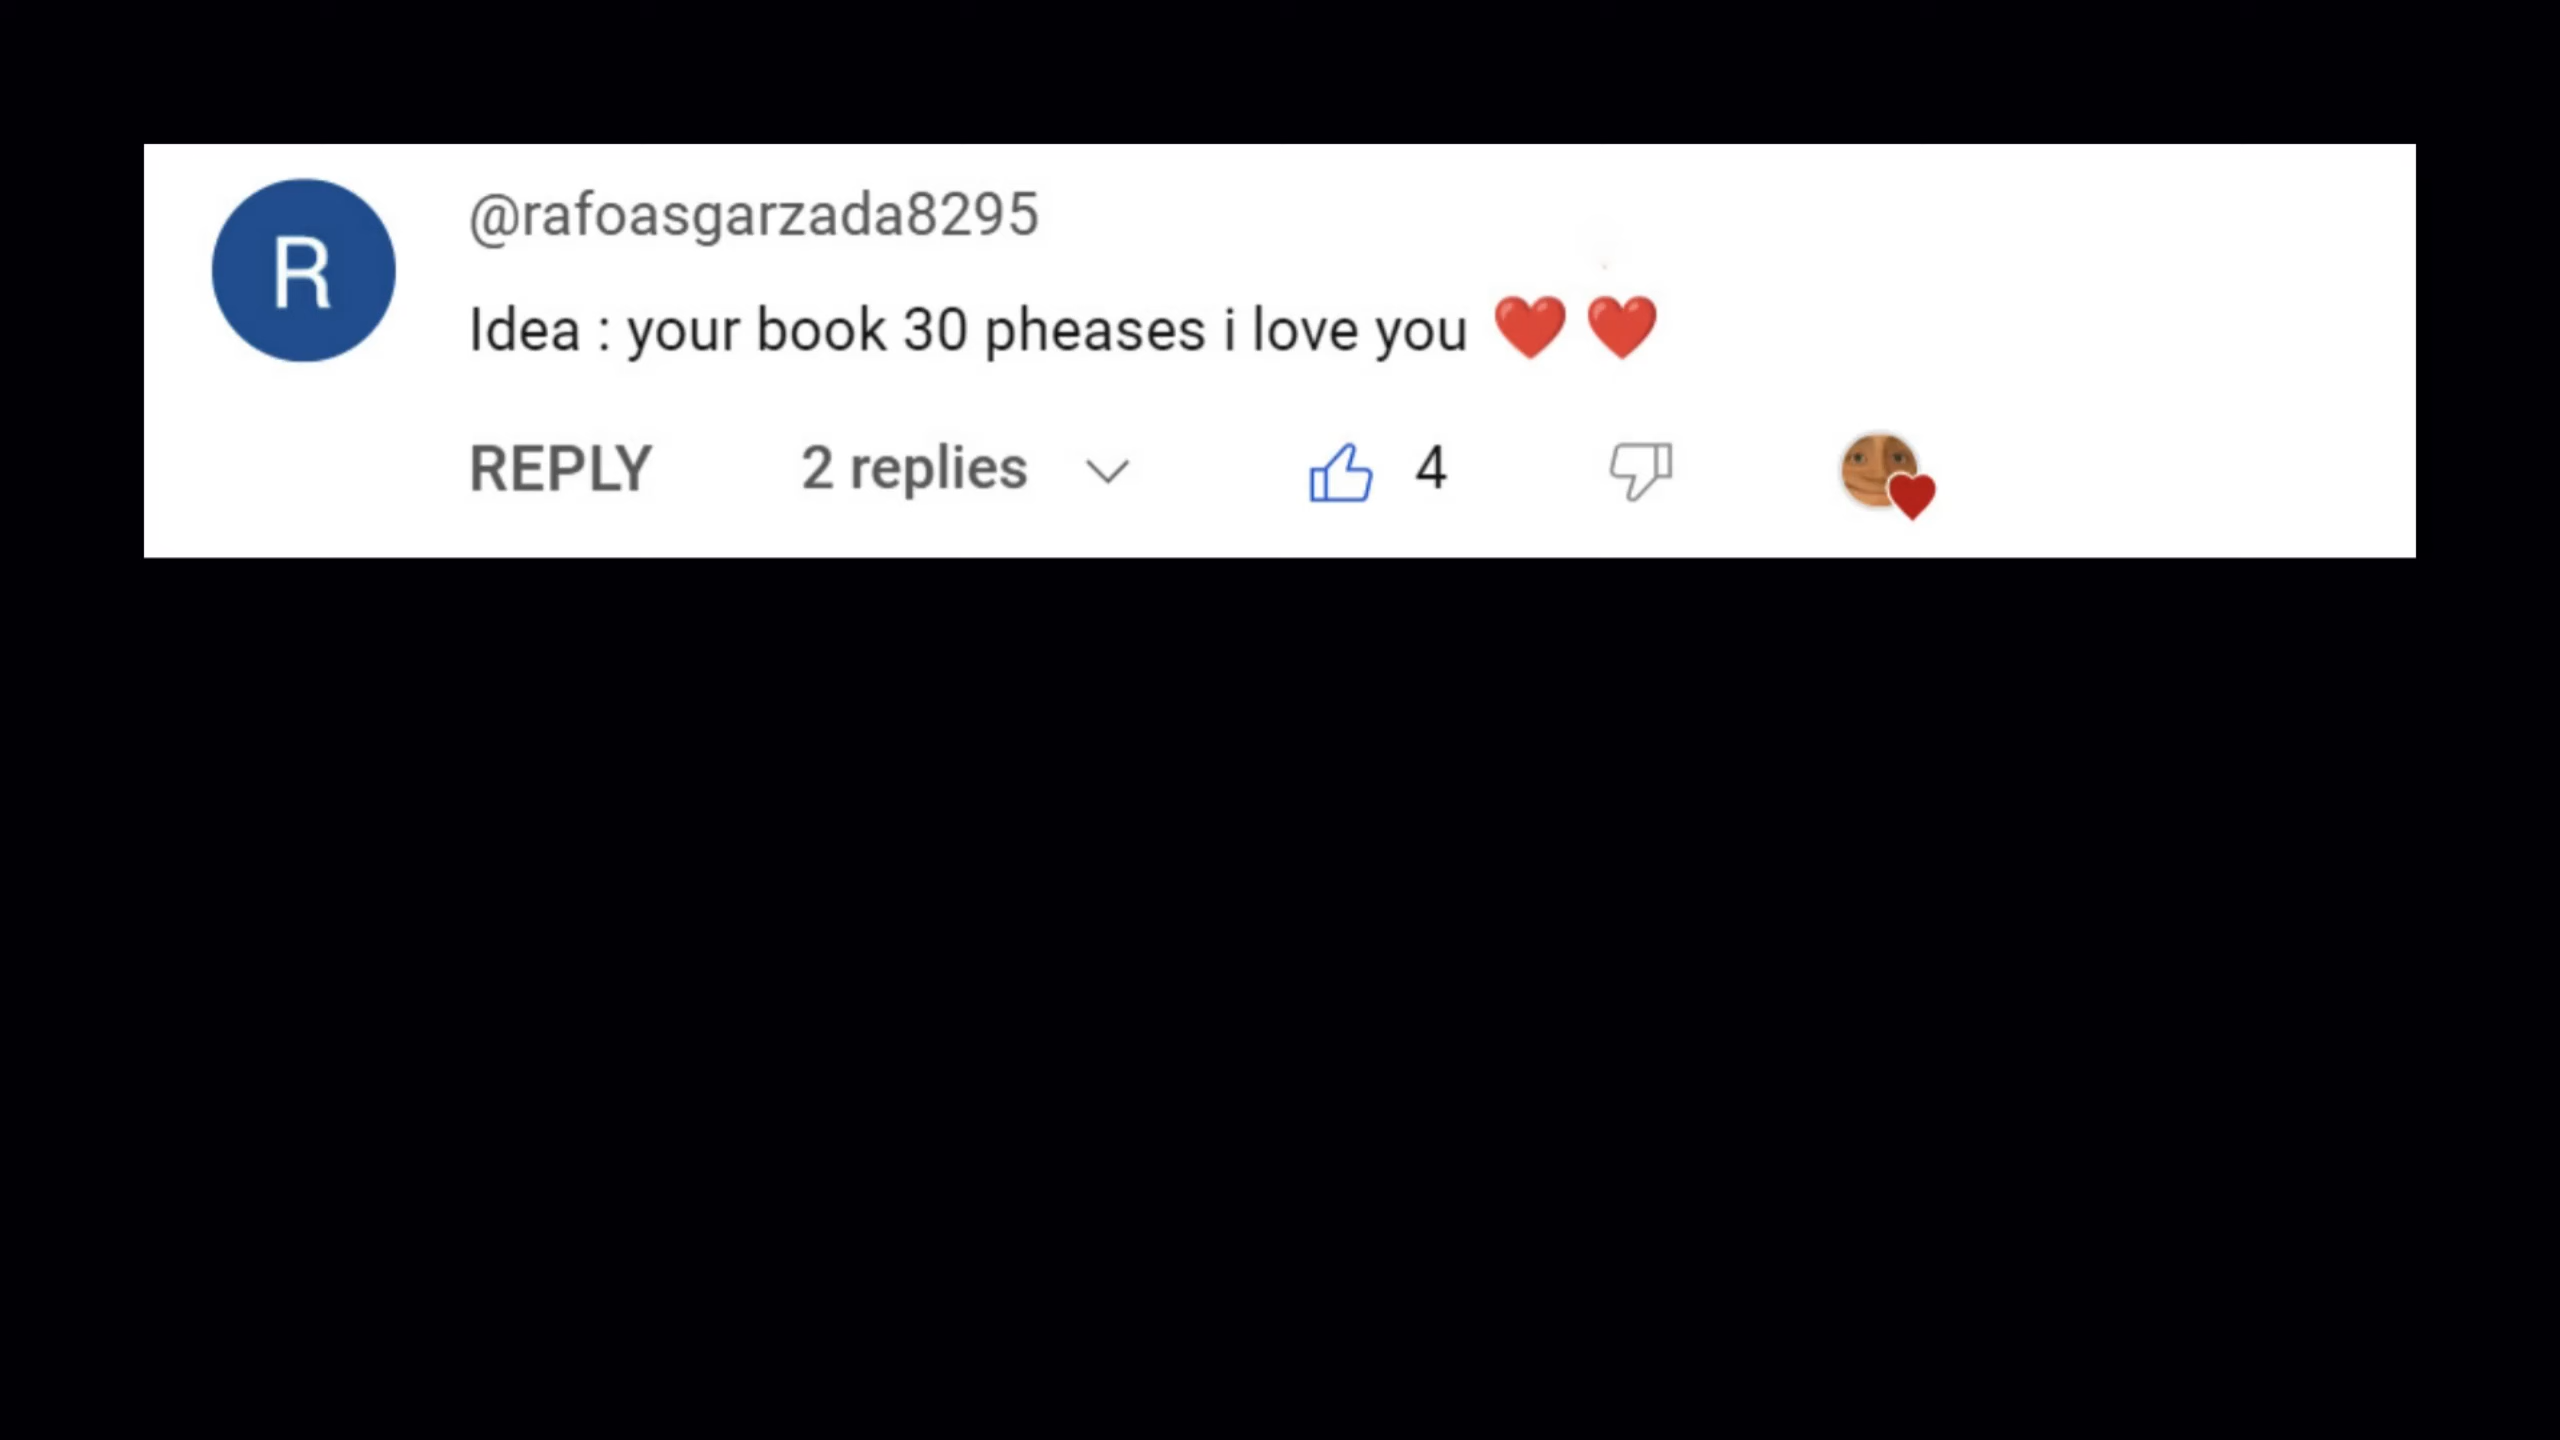 R
@rafoasgarzada8295
Idea : your book 30 pheases i love you ❤️ ❤️
REPLY 2 replies 4